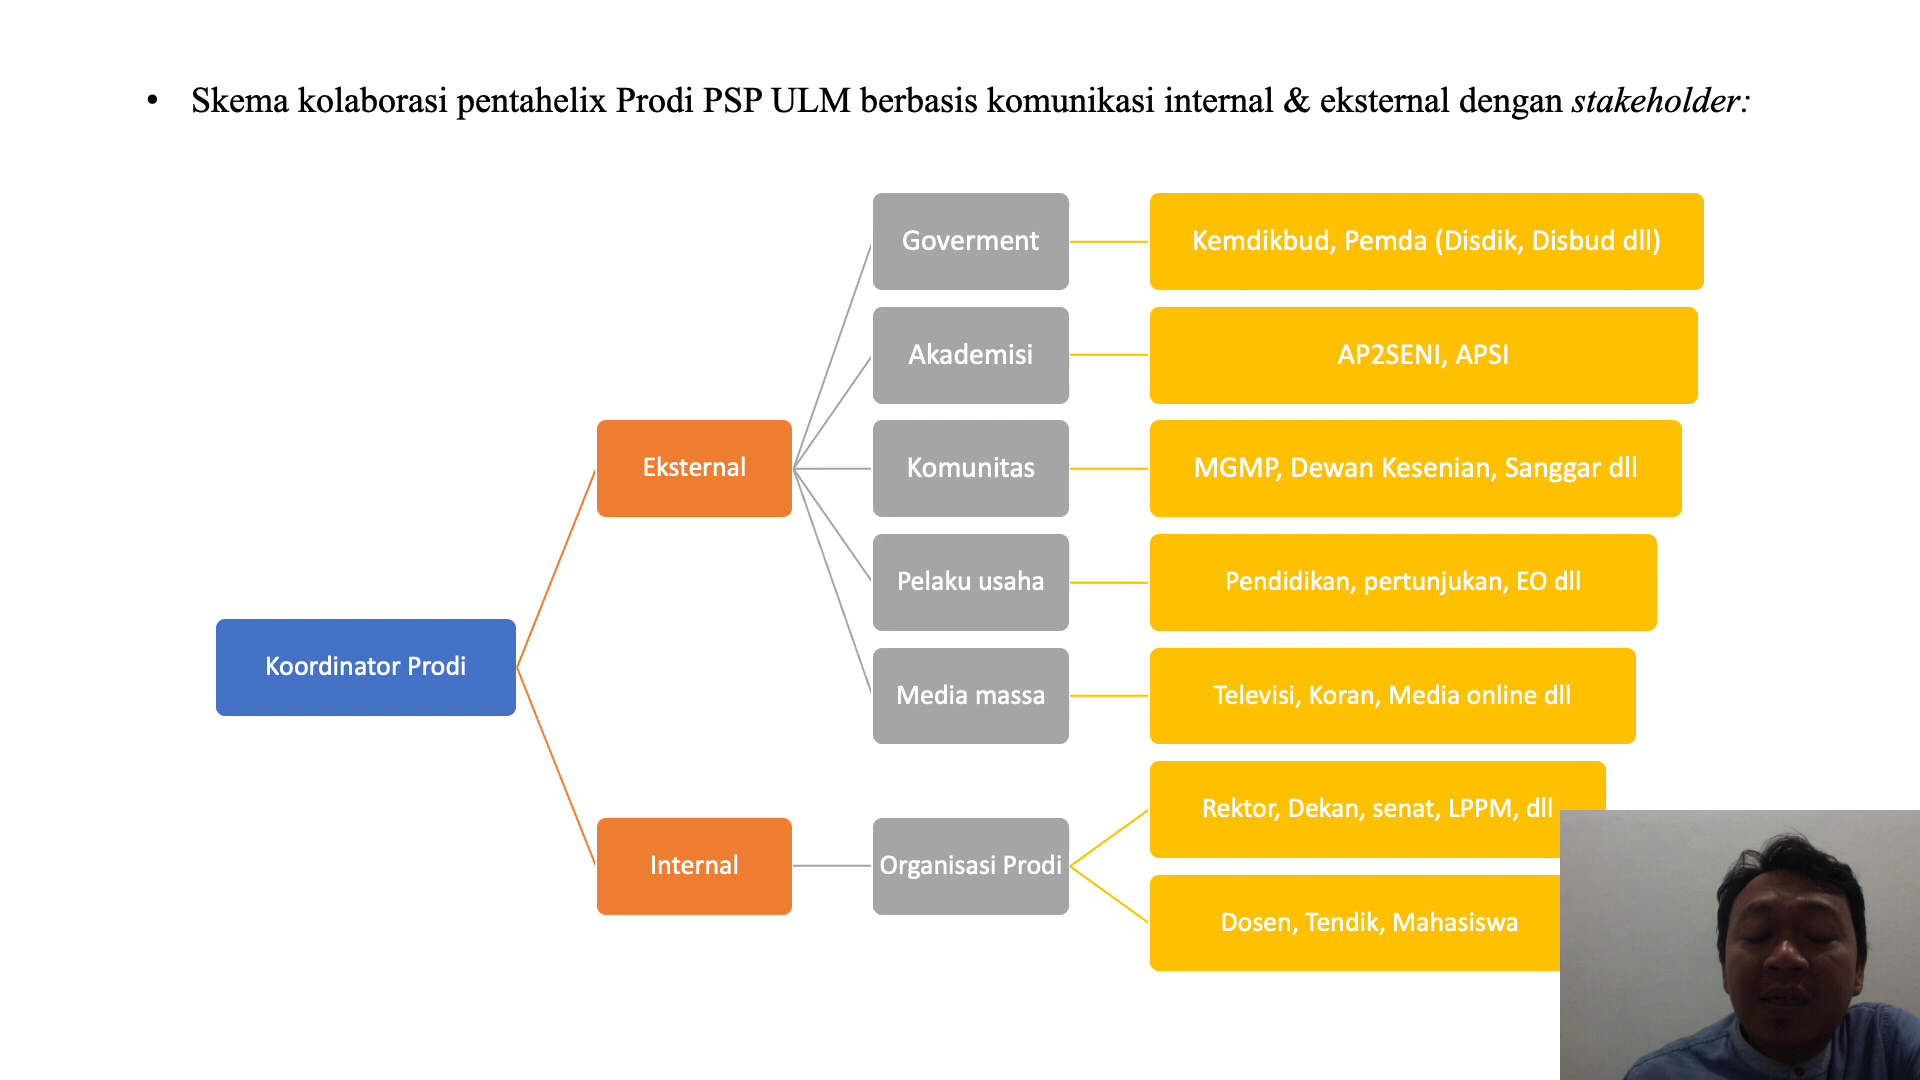 • Skema kolaborasi pentahelix Prodi PSP ULM berbasis komunikasi internal & eksternal dengan stakeholder:
Koordinator Prodi
Eksternal
Goverment
Kemdikbud, Pemda (Disdik, Disbud dll)
Akademisi
AP2SENI, APSI
Komunitas
MGMP, Dewan Kesenian, Sanggar dll
Pelaku usaha
Pendidikan, pertunjukan, EO dll
Media massa
Televisi, Koran, Media online dll
Internal
Organisasi Prodi
Rektor, Dekan, senat, LPPM, dll
Dosen, Tendik, Mahasiswa